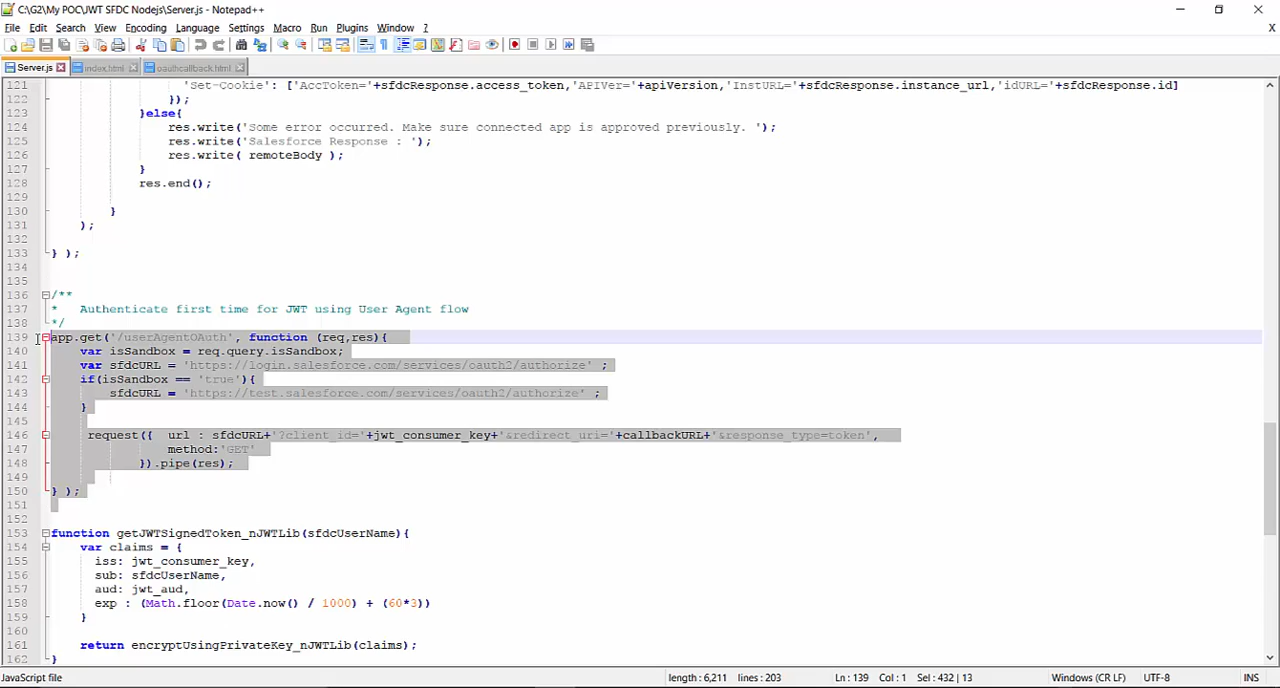 C:\G2\My POC\JWT SFDC Nodejs\Server.js - Notepad++
File Edit Search View Encoding Language Settings Macro Run Plugins Window ? X
Server.js index.html oauthcallback.html
121 'Set-Cookie': ['AccToken='+sfdcResponse.access_token,'APIVer='+apiVersion,'InstURL='+sfdcResponse.instance_url,'idURL='+sfdcResponse.id]
122 });
123 }else{
124 res.write('Some error occurred. Make sure connected app is approved previously. ');
125 res.write('Salesforce Response : ');
126 res.write( remoteBody );
127 }
128 res.end();
129
130 }
131 );
132
133 } );
134
135
136 /**
137 * Authenticate first time for JWT using User Agent flow
138 */
139 app.get('/userAgentOAuth', function (req,res){
140 var isSandbox = req.query.isSandbox;
141 var sfdcURL = 'https://login.salesforce.com/services/oauth2/authorize' ;
142 if(isSandbox == 'true'){
143 sfdcURL = 'https://test.salesforce.com/services/oauth2/authorize' ;
144 }
145
146 request({ url : sfdcURL+'?client_id='+jwt_consumer_key+'&redirect_uri='+callbackURL+'&response_type=token',
147 method:'GET'
148 }).pipe(res);
149
150 } );
151
152
153 function getJWTSignedToken_nJWTLib(sfdcUserName){
154 var claims = {
155 iss: jwt_consumer_key,
156 sub: sfdcUserName,
157 aud: jwt_aud,
158 exp : (Math.floor(Date.now() / 1000) + (60*3))
159 }
160
161 return encryptUsingPrivateKey_nJWTLib(claims);
162 }
JavaScript file length : 6,211 lines : 203 Ln : 139 Col : 1 Sel : 432 | 13 Windows (CR LF) UTF-8 INS